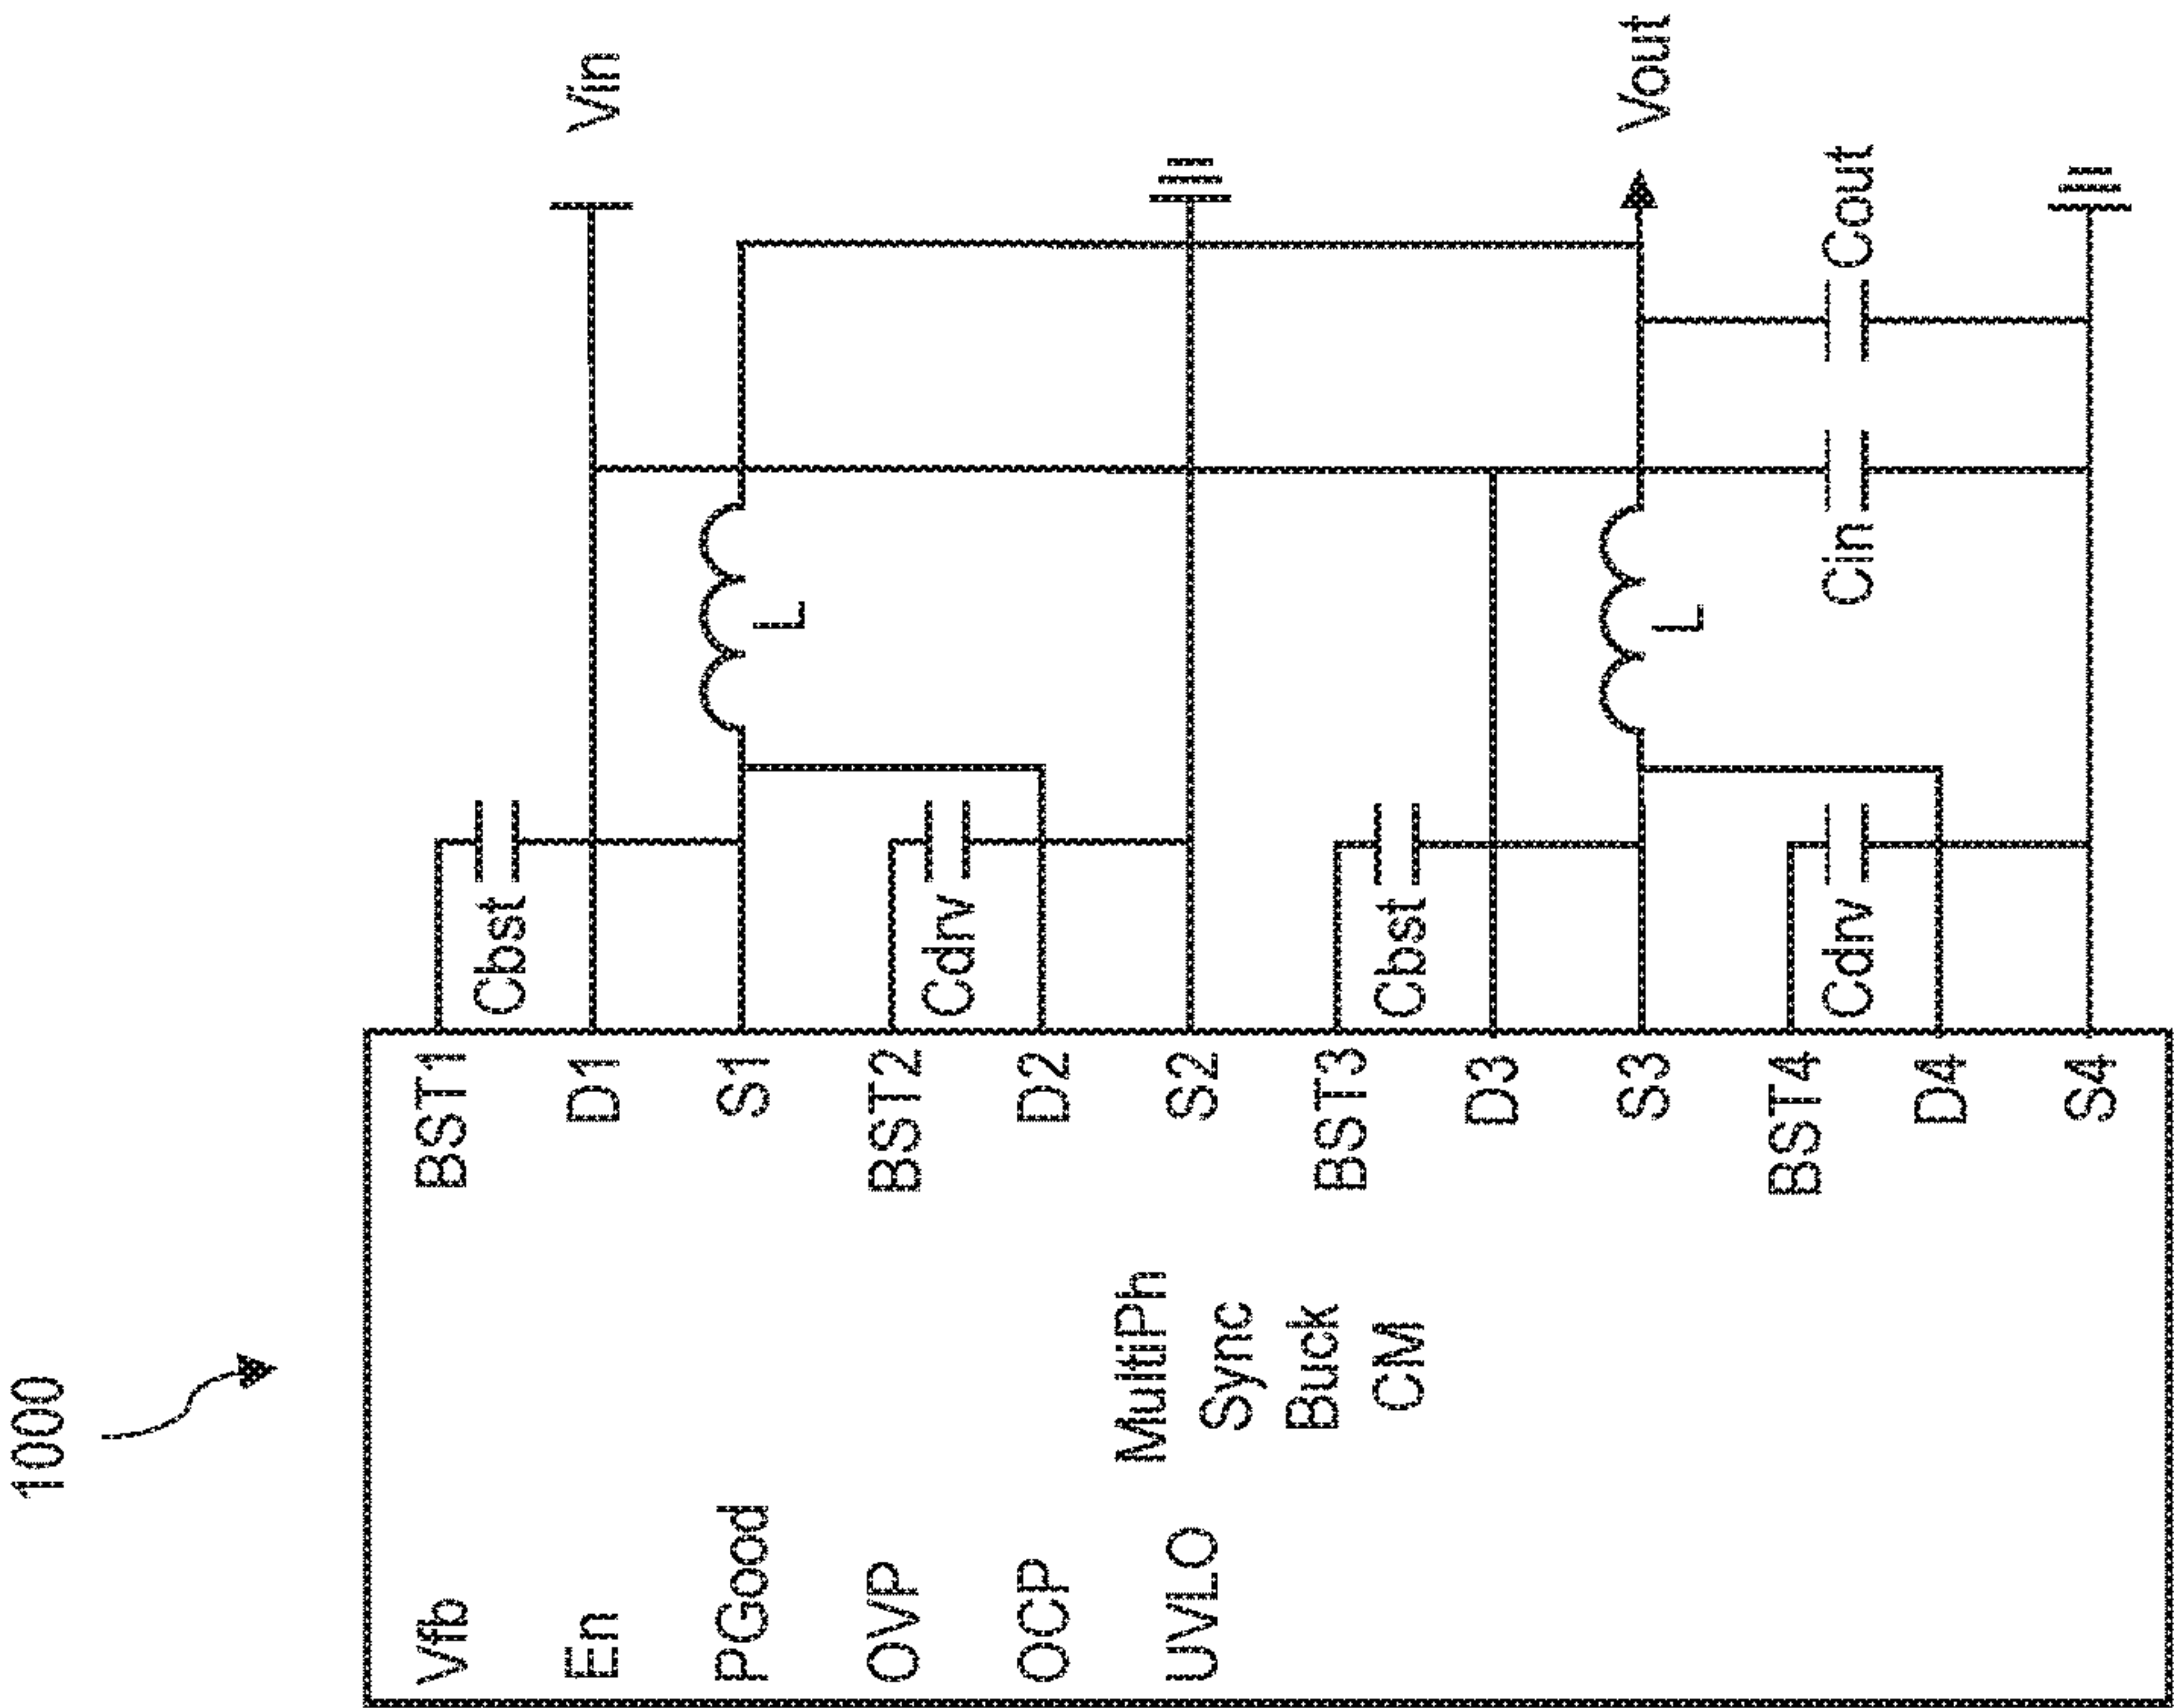 1000
Vfb
En
PGood
OVP
OCP
UVLO
MultiPh
Sync
Buck
CM
BST1
D1
S1
BST2
D2
S2
BST3
D3
S3
BST4
D4
S4
Cbst
Cdrv
Cbst
Cdrv
L
L
Cin
Cout
Vin
Vout